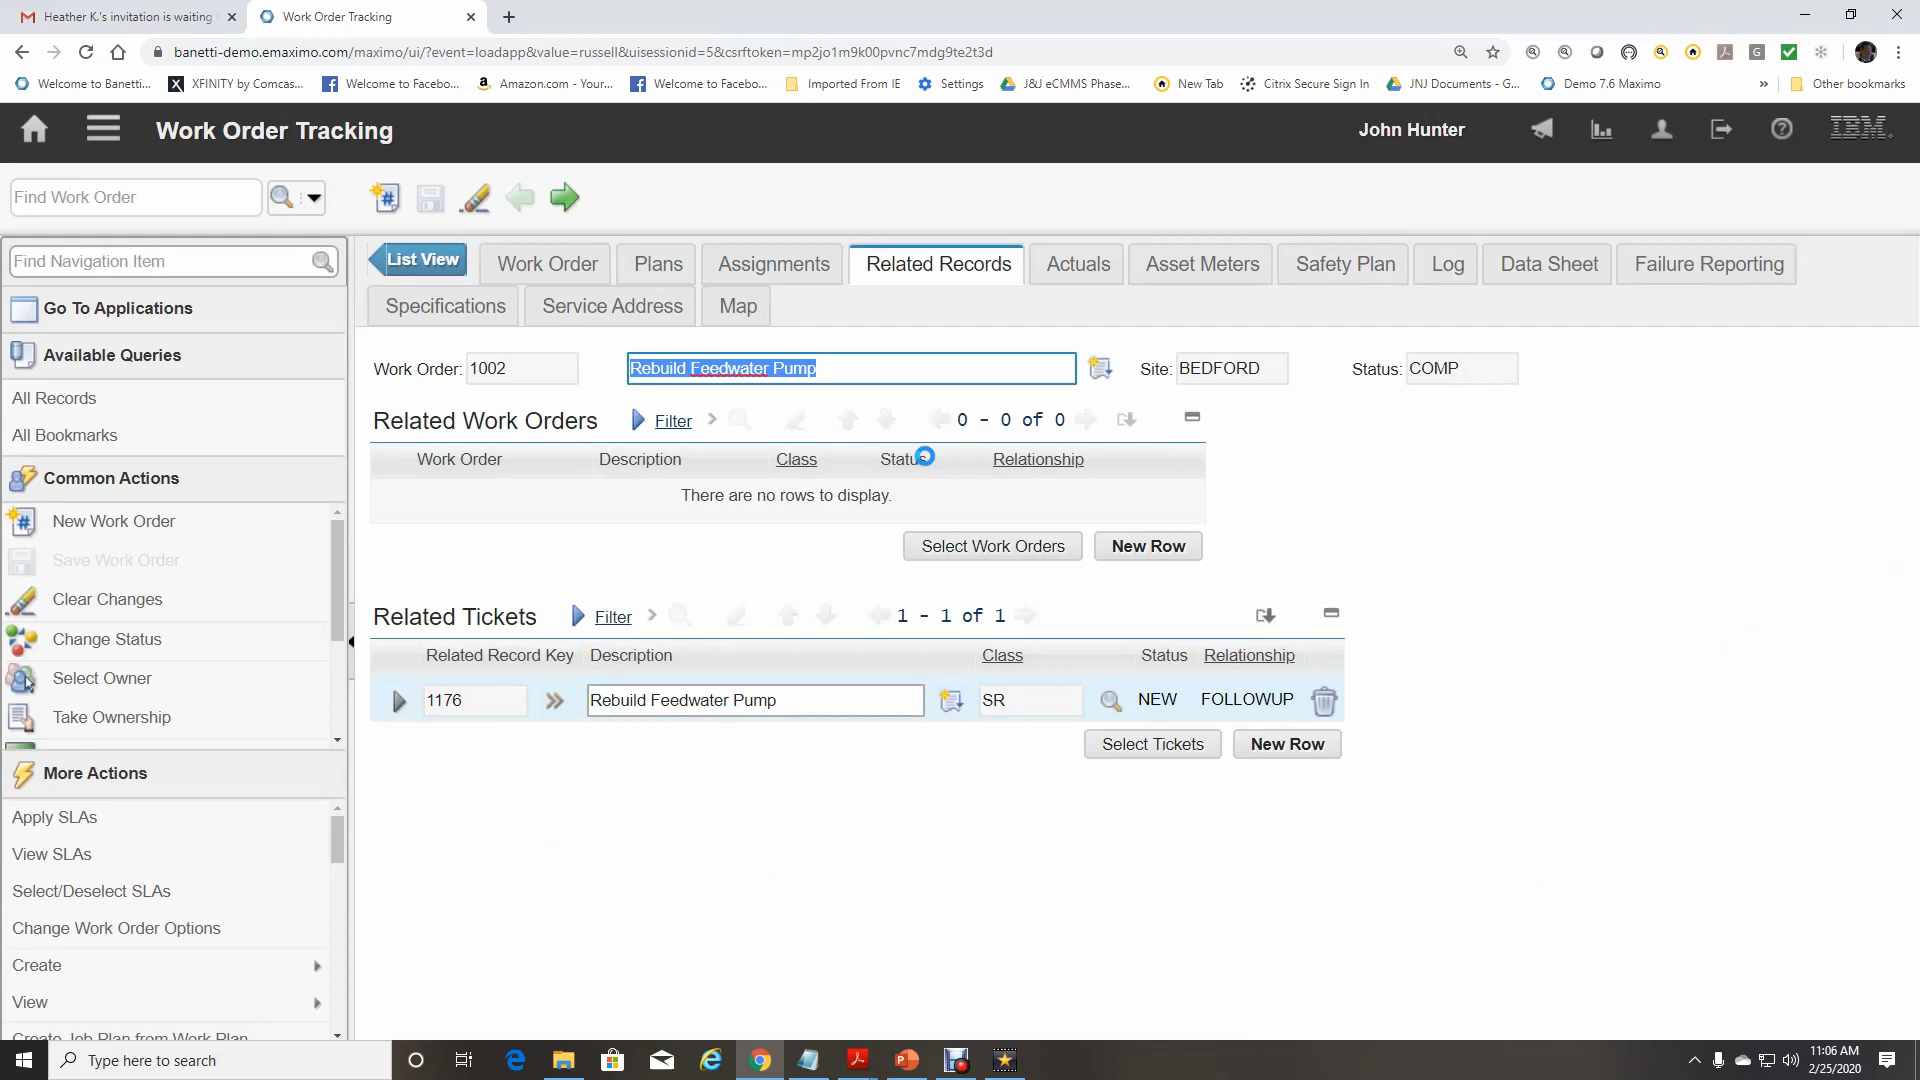 Heather K.'s invitation is waiting
Work Order Tracking
banetti-demo.emaximo.com/maximo/ui/?event=loadapp&value=russell&uisessionid=5&csrftoken=mp2jo1m9k00pvnc7mdg9te2t3d
Welcome to Banetti...
XFINITY by Comcas...
Welcome to Facebo...
Amazon.com - Your...
Welcome to Facebo...
Imported From IE
Settings
J&J eCMMS Phase...
New Tab
Citrix Secure Sign In
JNJ Documents - G...
Demo 7.6 Maximo
»
Other bookmarks
Work Order Tracking
John Hunter
IBM.
Find Work Order
Find Navigation Item
Go To Applications
Available Queries
All Records
All Bookmarks
Common Actions
New Work Order
Save Work Order
Clear Changes
Change Status
Select Owner
Take Ownership
More Actions
Apply SLAs
View SLAs
Select/Deselect SLAs
Change Work Order Options
Create
View
Create Job Plan from Work Plan
List View
Work Order
Plans
Assignments
Related Records
Actuals
Asset Meters
Safety Plan
Log
Data Sheet
Failure Reporting
Specifications
Service Address
Map
Work Order: 1002
Rebuild Feedwater Pump
Site: BEDFORD
Status: COMP
Related Work Orders
Filter
0 - 0 of 0
Work Order Description Class Status Relationship
There are no rows to display.
Select Work Orders
New Row
Related Tickets
Filter
1 - 1 of 1
Related Record Key Description Class Status Relationship
1176 Rebuild Feedwater Pump SR NEW FOLLOWUP
Select Tickets
New Row
Type here to search
11:06 AM
2/25/2020